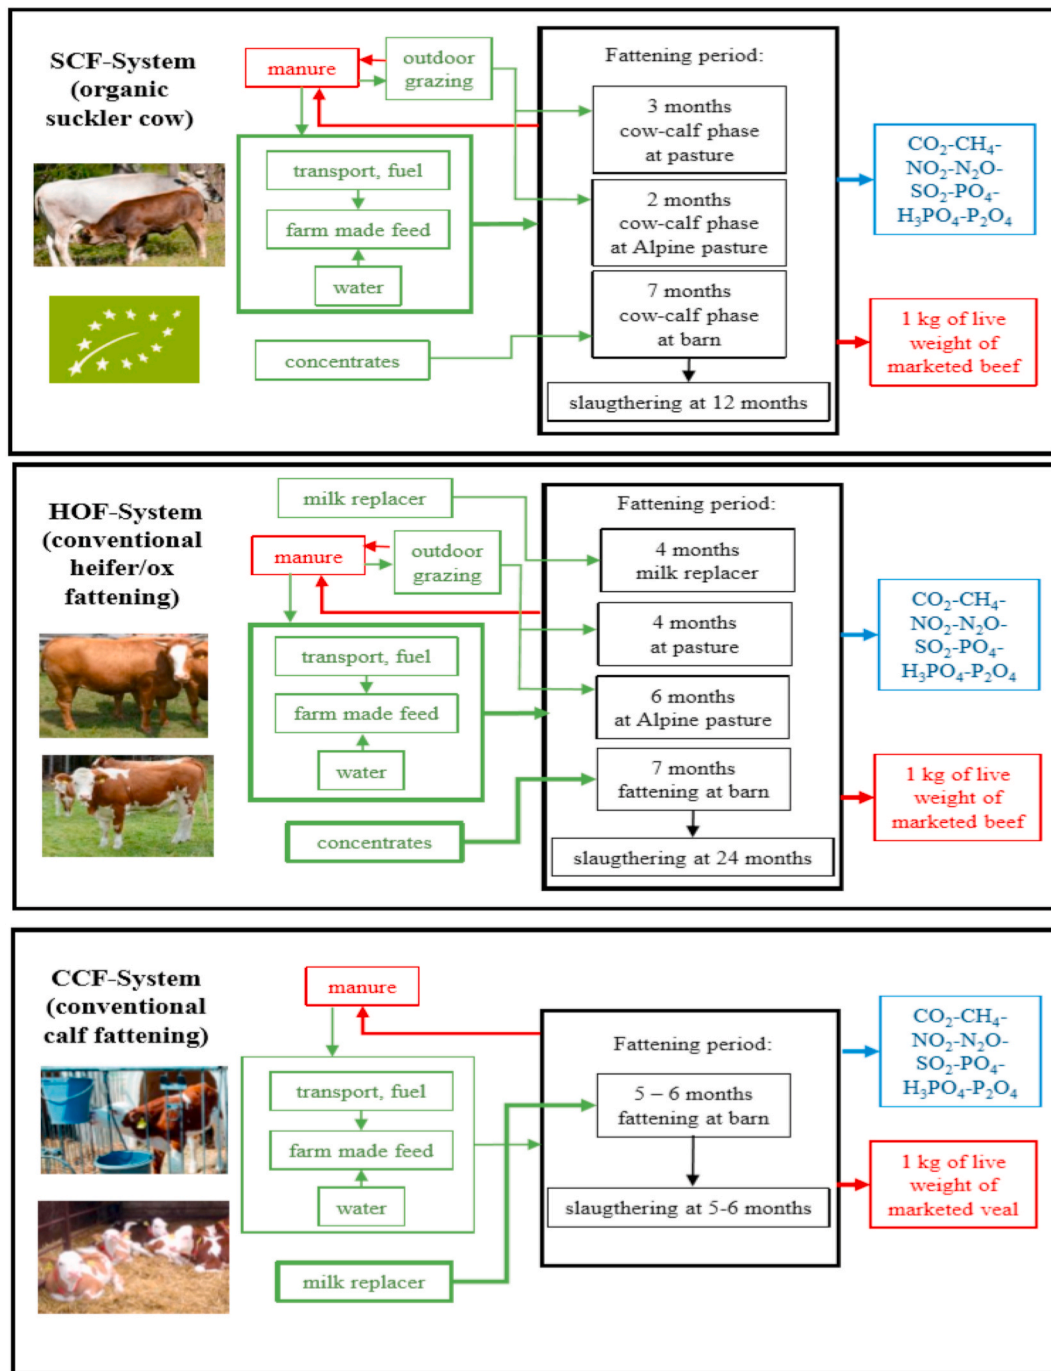 SCF-System
(organic
suckler cow)
manure
outdoor
grazing
transport, fuel
farm made feed
water
concentrates
Fattening period:
3 months
cow-calf phase
at pasture
2 months
cow-calf phase
at Alpine pasture
7 months
cow-calf phase
at barn
slaugthering at 12 months
CO₂-CH₄-
NO₂-N₂O-
SO₂-PO₄-
H₃PO₄-P₂O₄
1 kg of live
weight of
marketed beef
HOF-System
(conventional
heifer/ox
fattening)
milk replacer
manure
outdoor
grazing
transport, fuel
farm made feed
water
concentrates
Fattening period:
4 months
milk replacer
4 months
at pasture
6 months
at Alpine pasture
7 months
fattening at barn
slaugthering at 24 months
CO₂-CH₄-
NO₂-N₂O-
SO₂-PO₄-
H₃PO₄-P₂O₄
1 kg of live
weight of
marketed beef
CCF-System
(conventional
calf fattening)
manure
transport, fuel
farm made feed
water
milk replacer
Fattening period:
5 – 6 months
fattening at barn
slaugthering at 5-6 months
CO₂-CH₄-
NO₂-N₂O-
SO₂-PO₄-
H₃PO₄-P₂O₄
1 kg of live
weight of
marketed veal